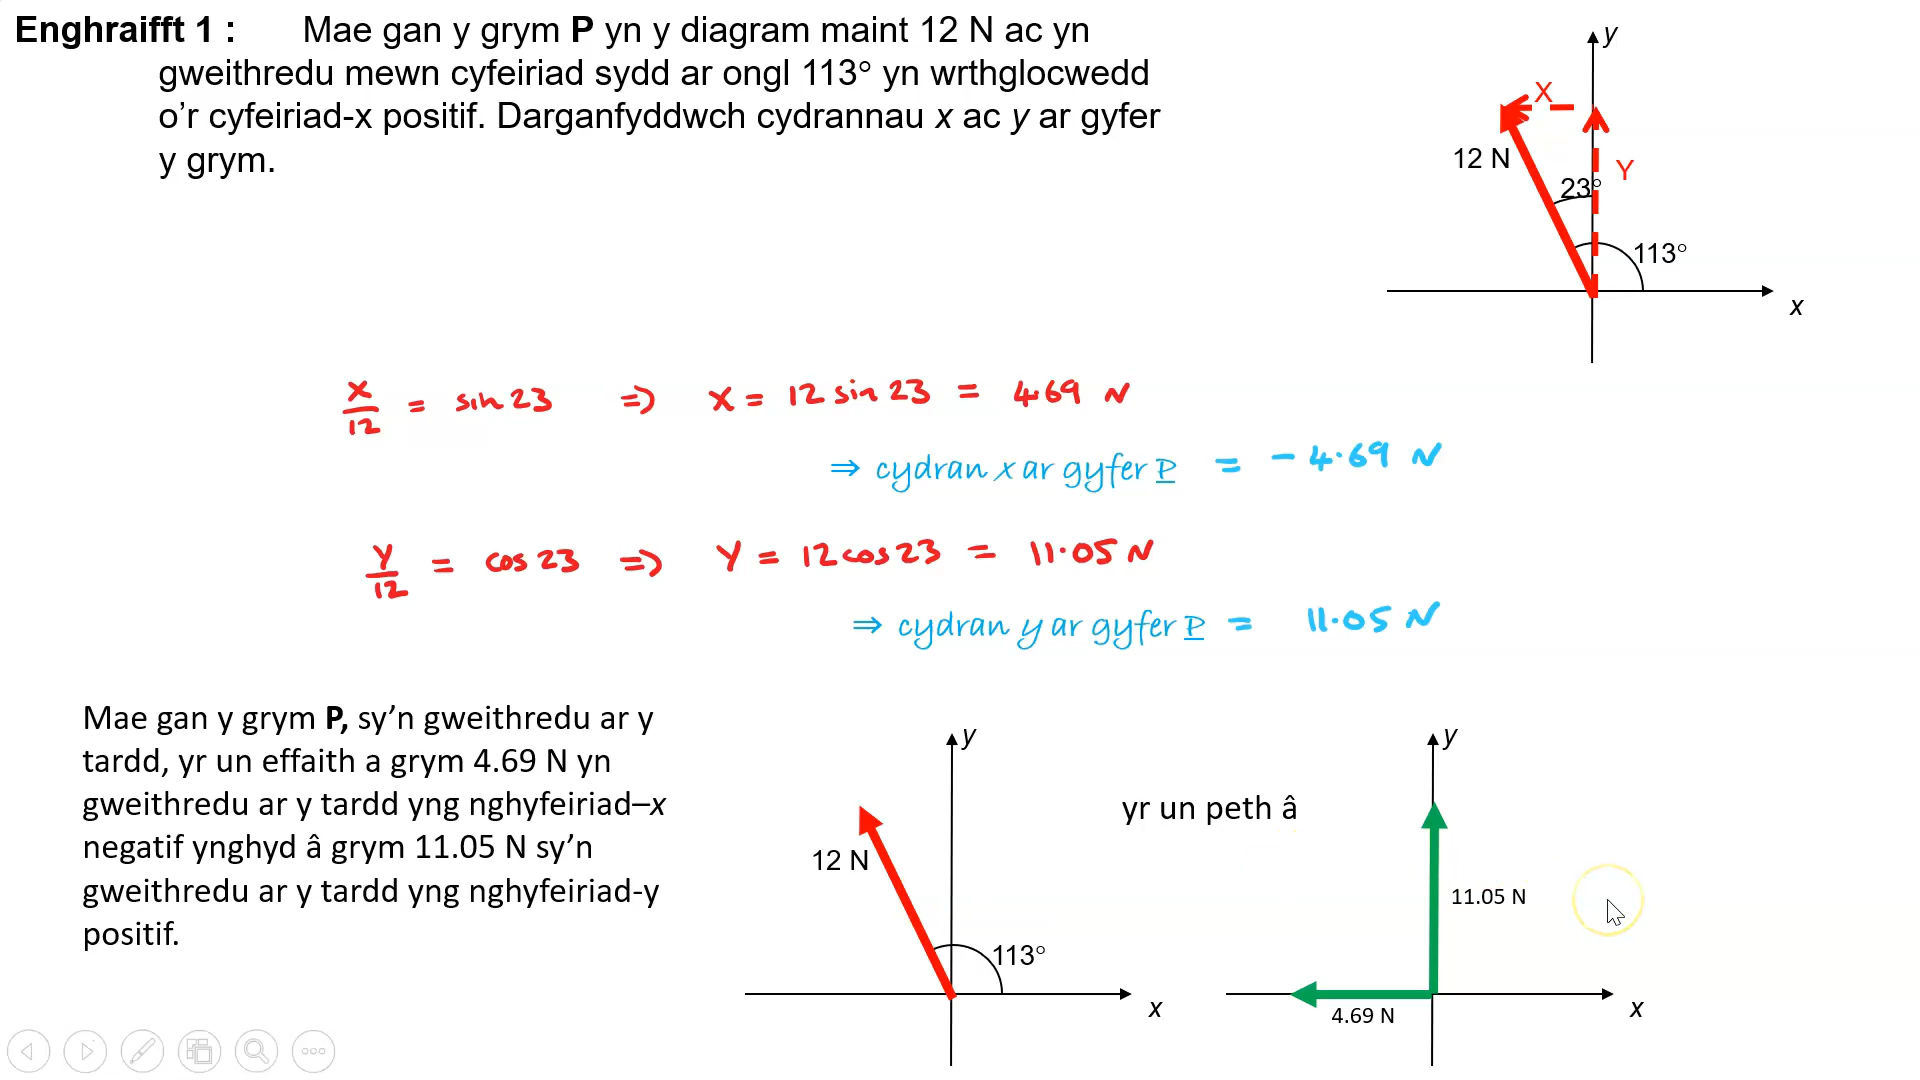 Enghraifft 1 : Mae gan y grym P yn y diagram maint 12 N ac yn
gweithredu mewn cyfeiriad sydd ar ongl 113° yn wrthglocwedd
o’r cyfeiriad-x positif. Darganfyddwch cydrannau x ac y ar gyfer
y grym.
y
X
12 N
Y
23°
113°
x
X/12 = sin 23 ⇒ X = 12 sin 23 = 4.69 N
⇒ cydran x ar gyfer P = - 4.69 N
Y/12 = cos 23 ⇒ Y = 12 cos 23 = 11.05 N
⇒ cydran y ar gyfer P = 11.05 N
Mae gan y grym P, sy’n gweithredu ar y
tardd, yr un effaith a grym 4.69 N yn
gweithredu ar y tardd yng nghyfeiriad–x
negatif ynghyd â grym 11.05 N sy’n
gweithredu ar y tardd yng nghyfeiriad-y
positif.
y
12 N
113°
x
yr un peth â
y
11.05 N
4.69 N
x